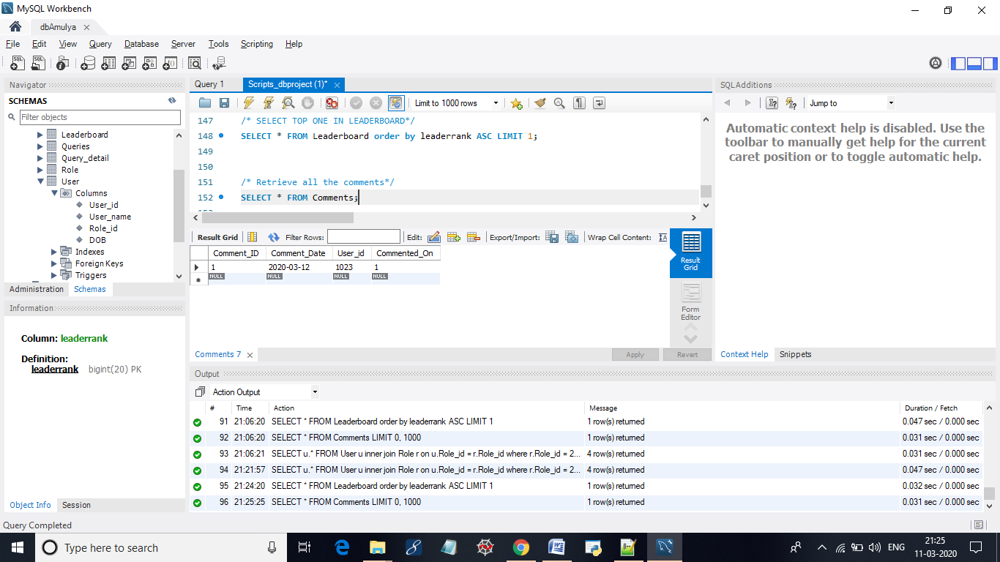 MySQL Workbench
dbAmulya
File Edit View Query Database Server Tools Scripting Help
Navigator
SCHEMAS
Filter objects
Leaderboard
Queries
Query_detail
Role
User
Columns
User_id
User_name
Role_id
DOB
Indexes
Foreign Keys
Triggers
Administration Schemas
Information
Column: leaderrank
Definition:
leaderrank bigint(20) PK
Object Info Session
Query 1 Scripts_dbproject (1)*
Limit to 1000 rows
147 /* SELECT TOP ONE IN LEADERBOARD*/
148 SELECT * FROM Leaderboard order by leaderrank ASC LIMIT 1;
149
150
151 /* Retrieve all the comments*/
152 SELECT * FROM Comments;
Result Grid Filter Rows: Edit: Export/Import: Wrap Cell Content:
Comment_ID Comment_Date User_id Commented_On
1 2020-03-12 1023 1
NULL NULL NULL NULL
Result Grid
Form Editor
Comments 7 Apply Revert
SQLAdditions
Jump to
Automatic context help is disabled. Use the
toolbar to manually get help for the current
caret position or to toggle automatic help.
Context Help Snippets
Output
Action Output
# Time Action Message Duration / Fetch
91 21:06:20 SELECT * FROM Leaderboard order by leaderrank ASC LIMIT 1 1 row(s) returned 0.047 sec / 0.000 sec
92 21:06:20 SELECT * FROM Comments LIMIT 0, 1000 1 row(s) returned 0.031 sec / 0.000 sec
93 21:06:21 SELECT u.* FROM User u inner join Role r on u.Role_id = r.Role_id where r.Role_id = 2... 4 row(s) returned 0.031 sec / 0.000 sec
94 21:21:57 SELECT u.* FROM User u inner join Role r on u.Role_id = r.Role_id where r.Role_id = 2... 4 row(s) returned 0.047 sec / 0.000 sec
95 21:24:20 SELECT * FROM Leaderboard order by leaderrank ASC LIMIT 1 1 row(s) returned 0.032 sec / 0.000 sec
96 21:25:25 SELECT * FROM Comments LIMIT 0, 1000 1 row(s) returned 0.031 sec / 0.000 sec
Query Completed
Type here to search
ENG
21:25
11-03-2020